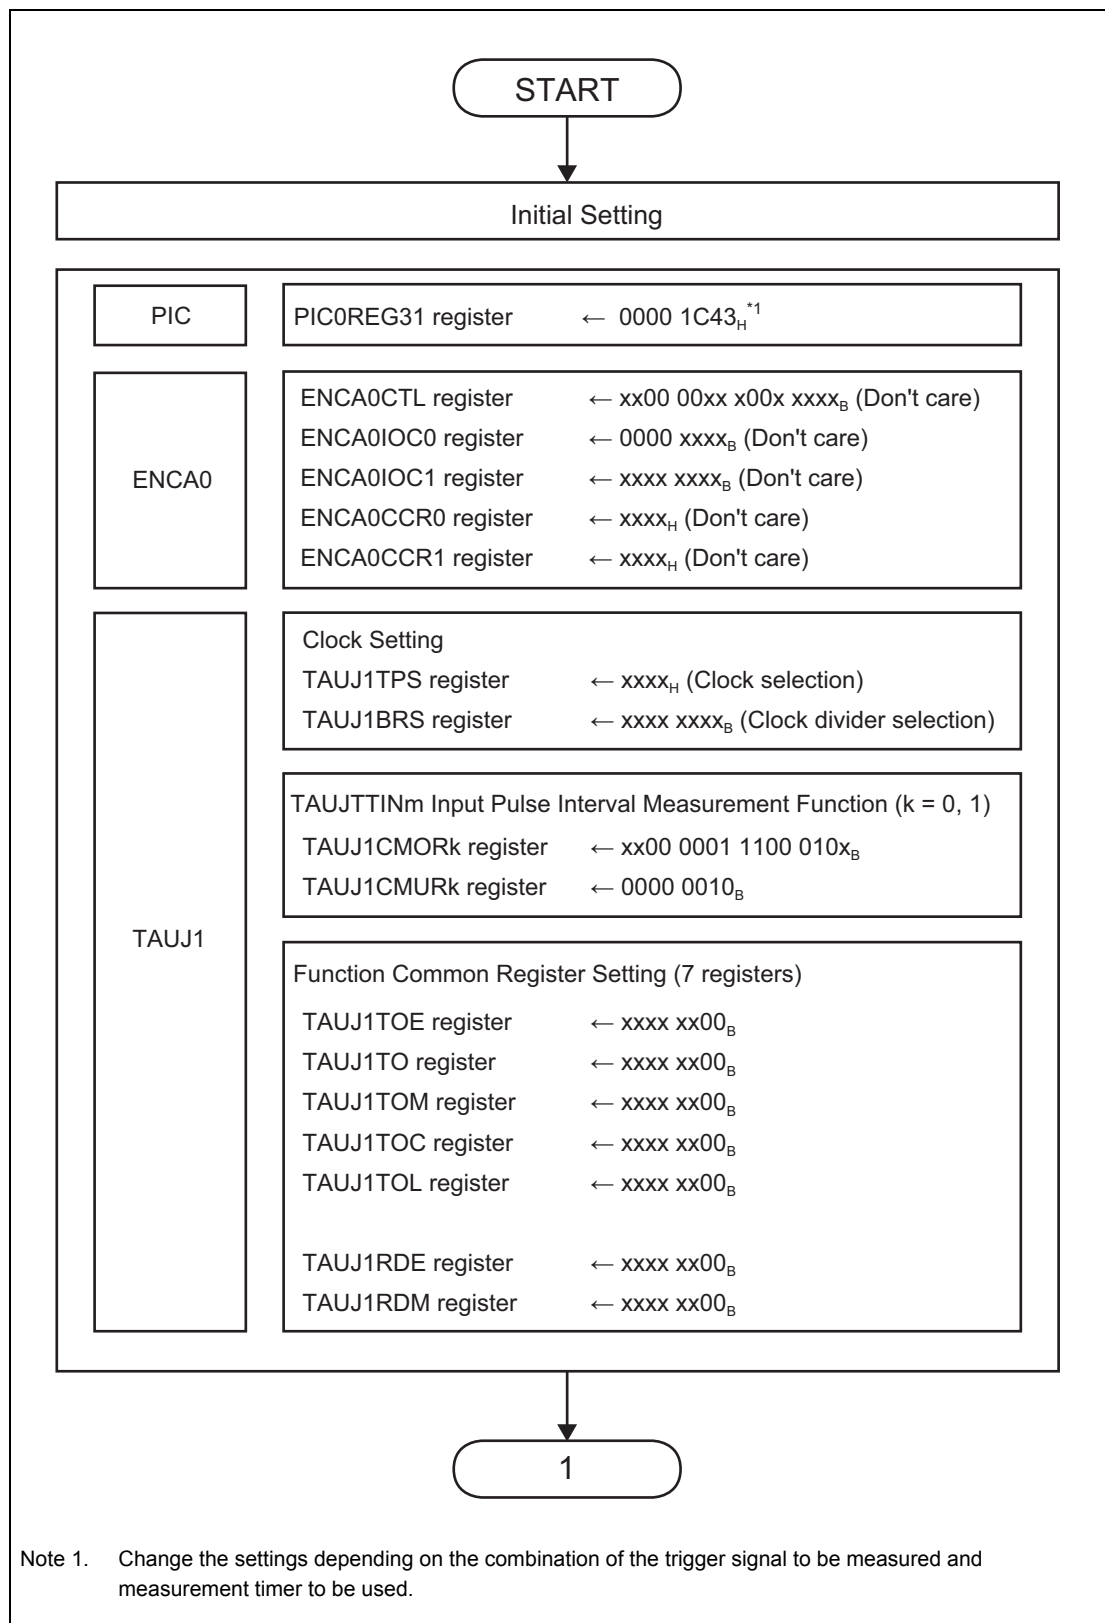 START
Initial Setting
PIC
PIC0REG31 register ← 0000 1C43H*1
ENCA0
ENCA0CTL register ← xx00 00xx x00x xxxxB (Don't care)
ENCA0IOC0 register ← 0000 xxxxB (Don't care)
ENCA0IOC1 register ← xxxx xxxxB (Don't care)
ENCA0CCR0 register ← xxxxH (Don't care)
ENCA0CCR1 register ← xxxxH (Don't care)
TAUJ1
Clock Setting
TAUJ1TPS register ← xxxxH (Clock selection)
TAUJ1BRS register ← xxxx xxxxB (Clock divider selection)
TAUJTTINm Input Pulse Interval Measurement Function (k = 0, 1)
TAUJ1CMORk register ← xx00 0001 1100 010xB
TAUJ1CMURk register ← 0000 0010B
Function Common Register Setting (7 registers)
TAUJ1TOE register ← xxxx xx00B
TAUJ1TO register ← xxxx xx00B
TAUJ1TOM register ← xxxx xx00B
TAUJ1TOC register ← xxxx xx00B
TAUJ1TOL register ← xxxx xx00B
TAUJ1RDE register ← xxxx xx00B
TAUJ1RDM register ← xxxx xx00B
1
Note 1. Change the settings depending on the combination of the trigger signal to be measured and
measurement timer to be used.